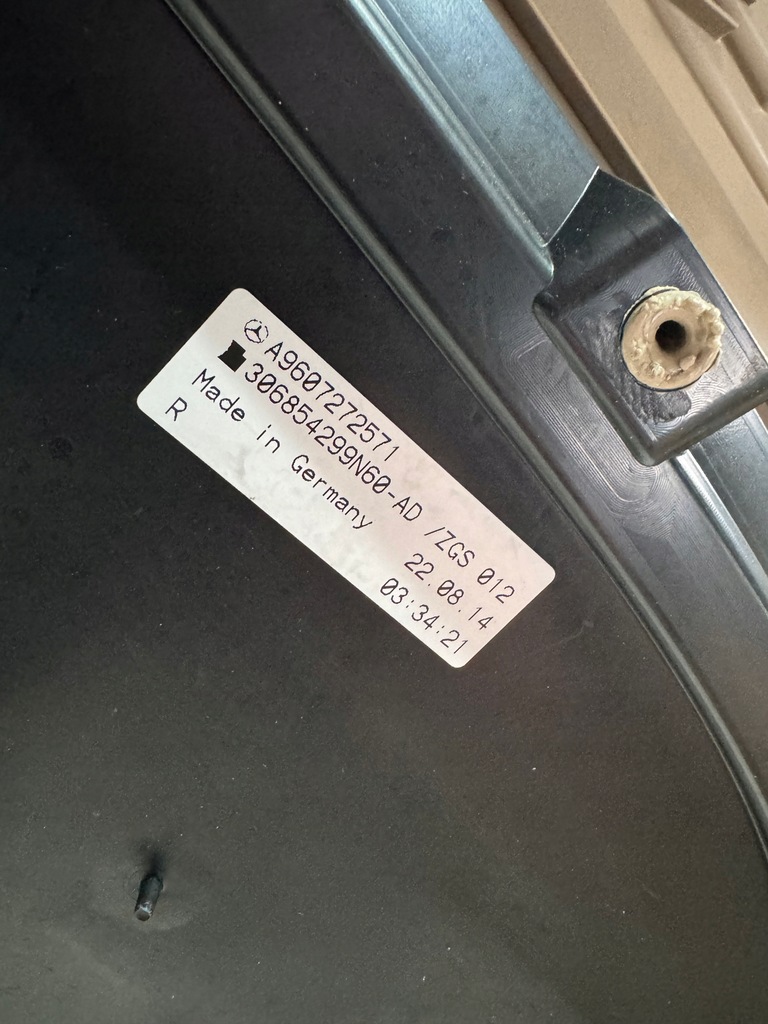 A9607272571
306854299N60-AD /ZGS 012
Made in Germany 22.08.14
R 03:34:21